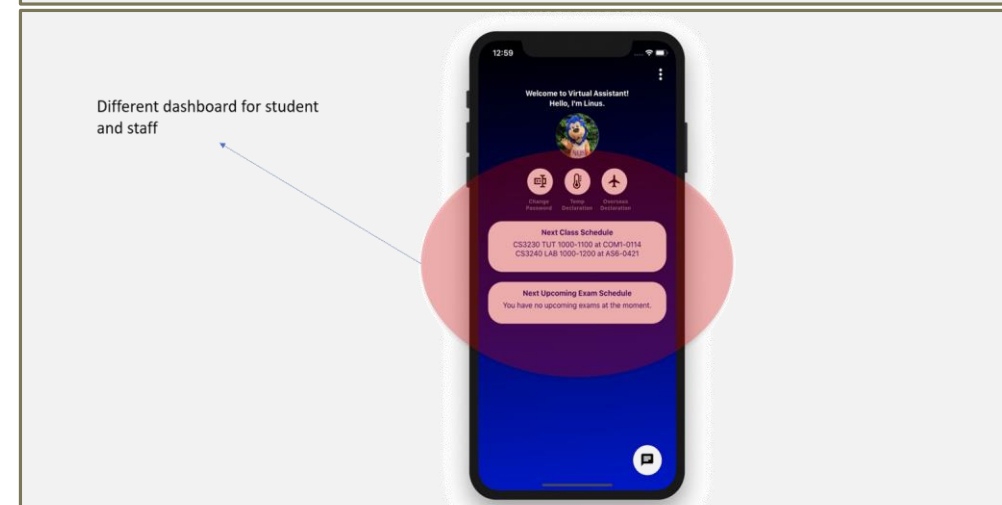 Different dashboard for student
and staff
12:59
Welcome to Virtual Assistant!
Hello, I'm Linus.
NUS
Change Password
Temp Declaration
Overseas Declaration
Next Class Schedule
CS3230 TUT 1000-1100 at COM1-0114
CS3240 LAB 1000-1200 at AS6-0421
Next Upcoming Exam Schedule
You have no upcoming exams at the moment.